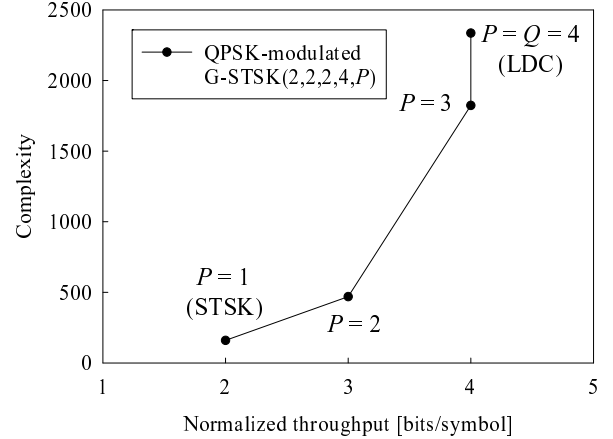 2500
2000
1500
1000
500
0
Complexity
QPSK-modulated
G-STSK(2,2,2,4,P)
P = Q = 4
(LDC)
P = 3
P = 1
(STSK)
P = 2
1 2 3 4 5
Normalized throughput [bits/symbol]